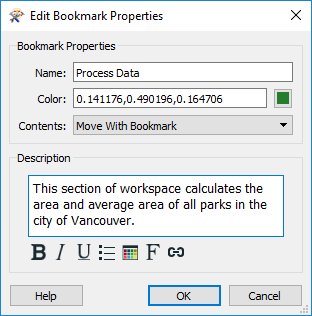 Edit Bookmark Properties
Bookmark Properties
Name: Process Data
Color: 0.141176,0.490196,0.164706
Contents: Move With Bookmark
Description
This section of workspace calculates the
area and average area of all parks in the
city of Vancouver.
B I U F
Help OK Cancel